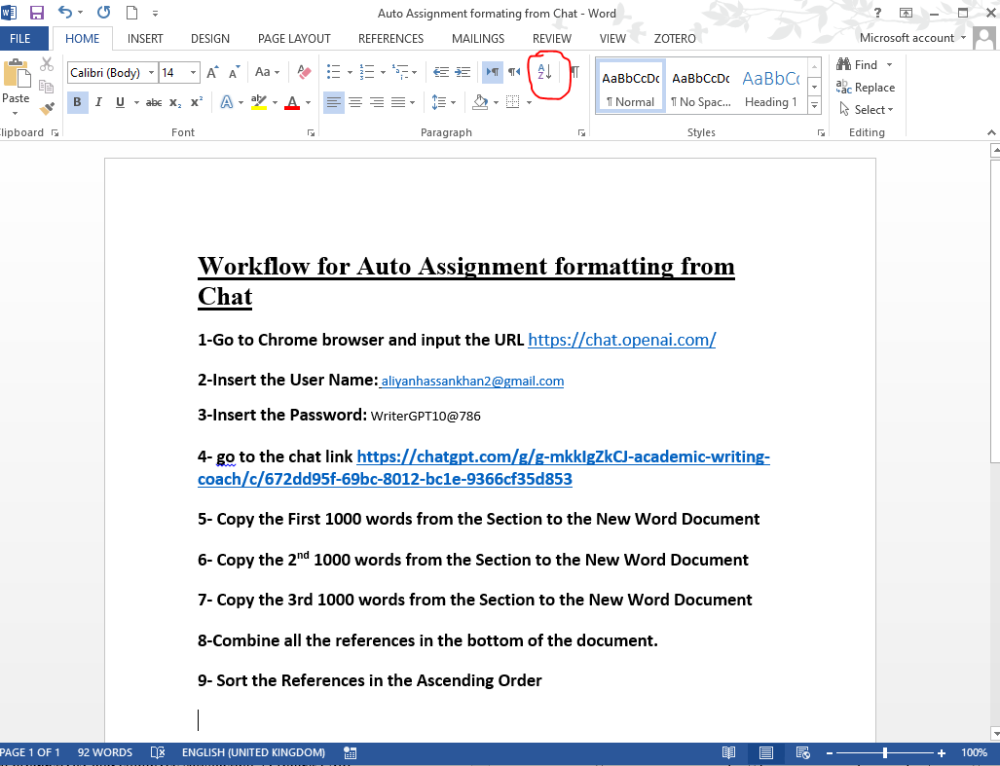 Auto Assignment formating from Chat - Word
FILE HOME INSERT DESIGN PAGE LAYOUT REFERENCES MAILINGS REVIEW VIEW ZOTERO Microsoft account
Calibri (Body) 14 Aa
Paste
B I U abc x₂ x² A ab A
AaBbCcDc AaBbCcDc AaBbCc
¶ Normal ¶ No Spac... Heading 1
Find
Replace
Select
lipboard Font Paragraph Styles Editing
Workflow for Auto Assignment formatting from
Chat
1-Go to Chrome browser and input the URL https://chat.openai.com/
2-Insert the User Name: aliyanhassankhan2@gmail.com
3-Insert the Password: WriterGPT10@786
4- go to the chat link https://chatgpt.com/g/g-mkkIgZkCJ-academic-writing-
coach/c/672dd95f-69bc-8012-bc1e-9366cf35d853
5- Copy the First 1000 words from the Section to the New Word Document
6- Copy the 2nd 1000 words from the Section to the New Word Document
7- Copy the 3rd 1000 words from the Section to the New Word Document
8-Combine all the references in the bottom of the document.
9- Sort the References in the Ascending Order
PAGE 1 OF 1 92 WORDS ENGLISH (UNITED KINGDOM) 100%